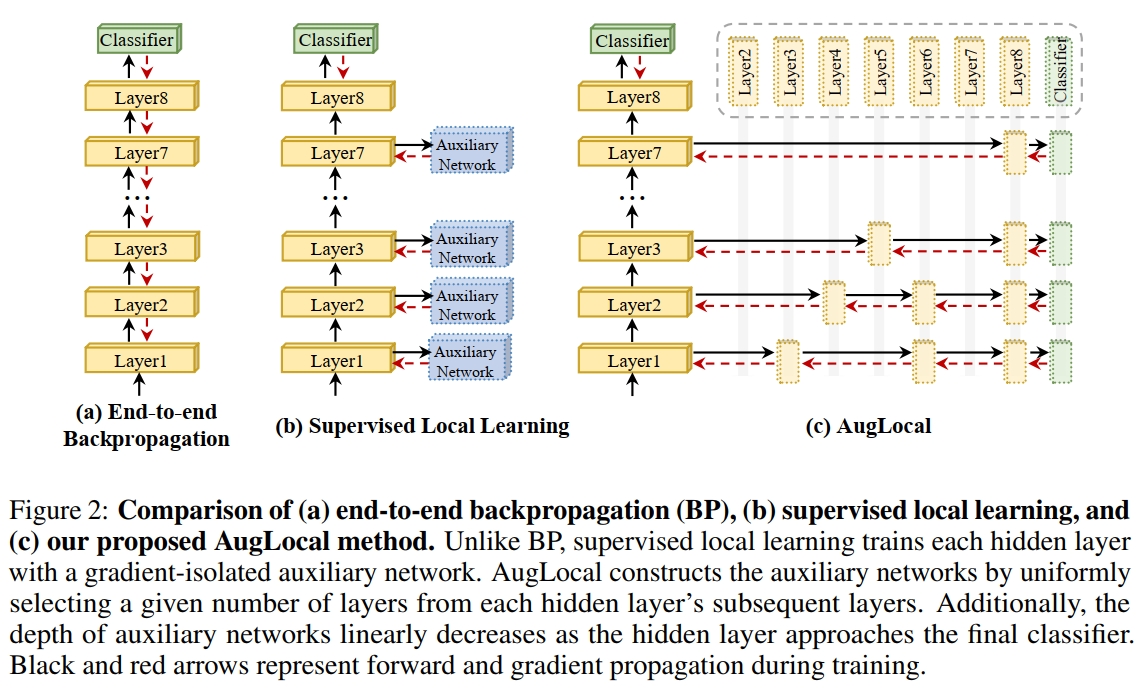 Classifier
Layer8
Layer7
...
Layer3
Layer2
Layer1
(a) End-to-end
Backpropagation
Classifier
Layer8
Layer7
Auxiliary
Network
...
Layer3
Auxiliary
Network
Layer2
Auxiliary
Network
Layer1
Auxiliary
Network
(b) Supervised Local Learning
Classifier
Layer8
Layer7
...
Layer3
Layer2
Layer1
Layer2
Layer3
Layer4
Layer5
Layer6
Layer7
Layer8
Classifier
(c) AugLocal
Figure 2: Comparison of (a) end-to-end backpropagation (BP), (b) supervised local learning, and
(c) our proposed AugLocal method. Unlike BP, supervised local learning trains each hidden layer
with a gradient-isolated auxiliary network. AugLocal constructs the auxiliary networks by uniformly
selecting a given number of layers from each hidden layer's subsequent layers. Additionally, the
depth of auxiliary networks linearly decreases as the hidden layer approaches the final classifier.
Black and red arrows represent forward and gradient propagation during training.